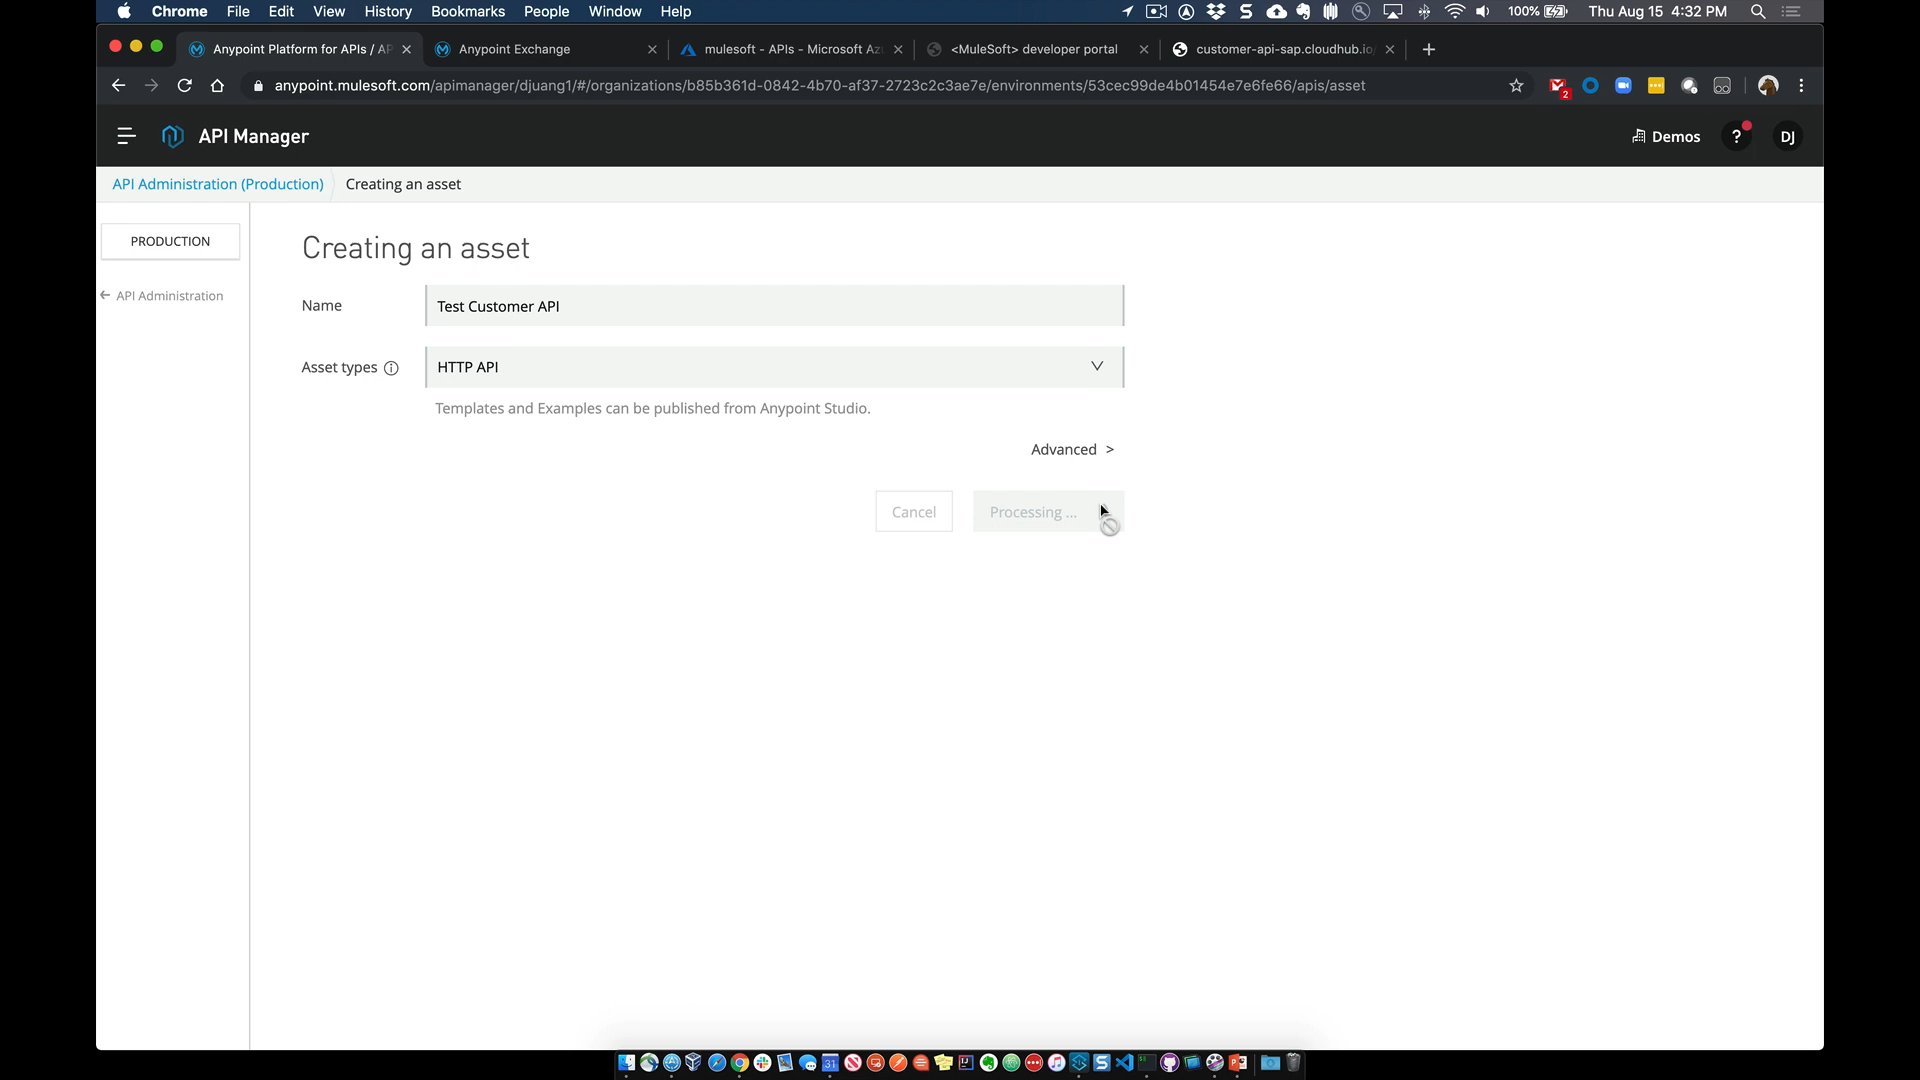 Chrome File Edit View History Bookmarks People Window Help 100% Thu Aug 15 4:32 PM
Anypoint Platform for APIs / AP Anypoint Exchange mulesoft - APIs - Microsoft Az <MuleSoft> developer portal customer-api-sap.cloudhub.io
anypoint.mulesoft.com/apimanager/djuang1/#/organizations/b85b361d-0842-4b70-af37-2723c2c3ae7e/environments/53cec99de4b01454e7e6fe66/apis/asset 2
API Manager Demos ? DJ
API Administration (Production) Creating an asset
PRODUCTION
API Administration
Creating an asset
Name Test Customer API
Asset types HTTP API
Templates and Examples can be published from Anypoint Studio.
Advanced >
Cancel Processing ...
31